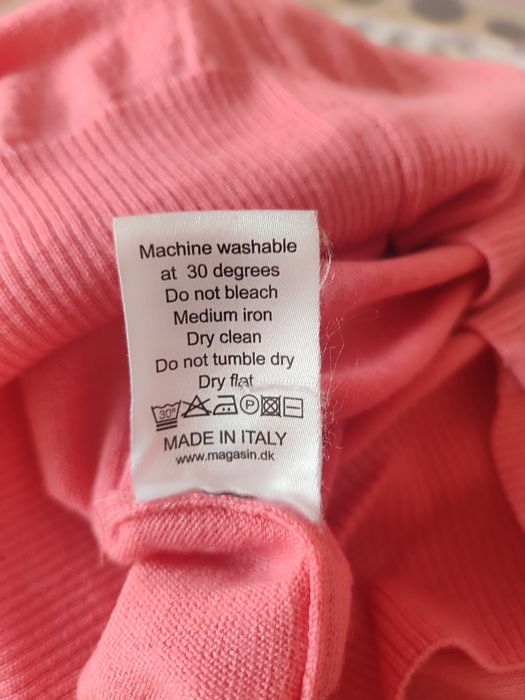 Machine washable
at 30 degrees
Do not bleach
Medium iron
Dry clean
Do not tumble dry
Dry flat
30° P
MADE IN ITALY
www.magasin.dk